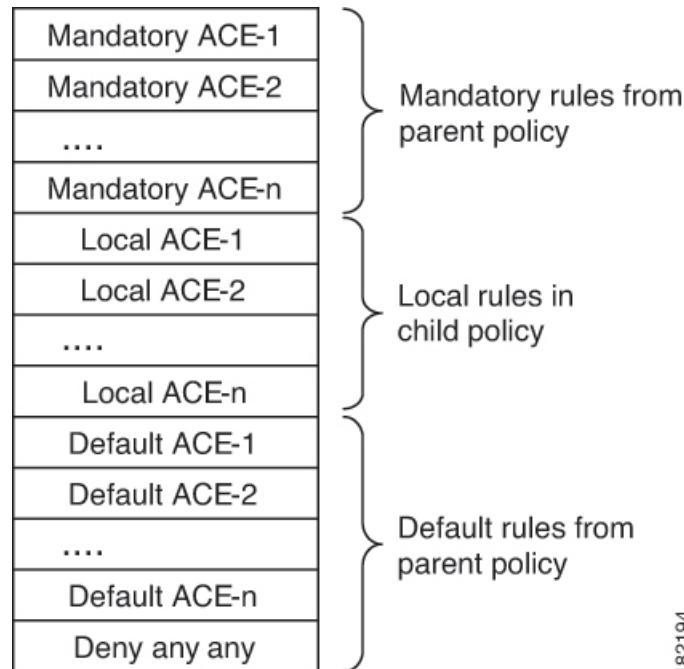 Mandatory ACE-1
Mandatory ACE-2
....
Mandatory ACE-n
Local ACE-1
Local ACE-2
....
Local ACE-n
Default ACE-1
Default ACE-2
....
Default ACE-n
Deny any any
Mandatory rules from
parent policy
Local rules in
child policy
Default rules from
parent policy